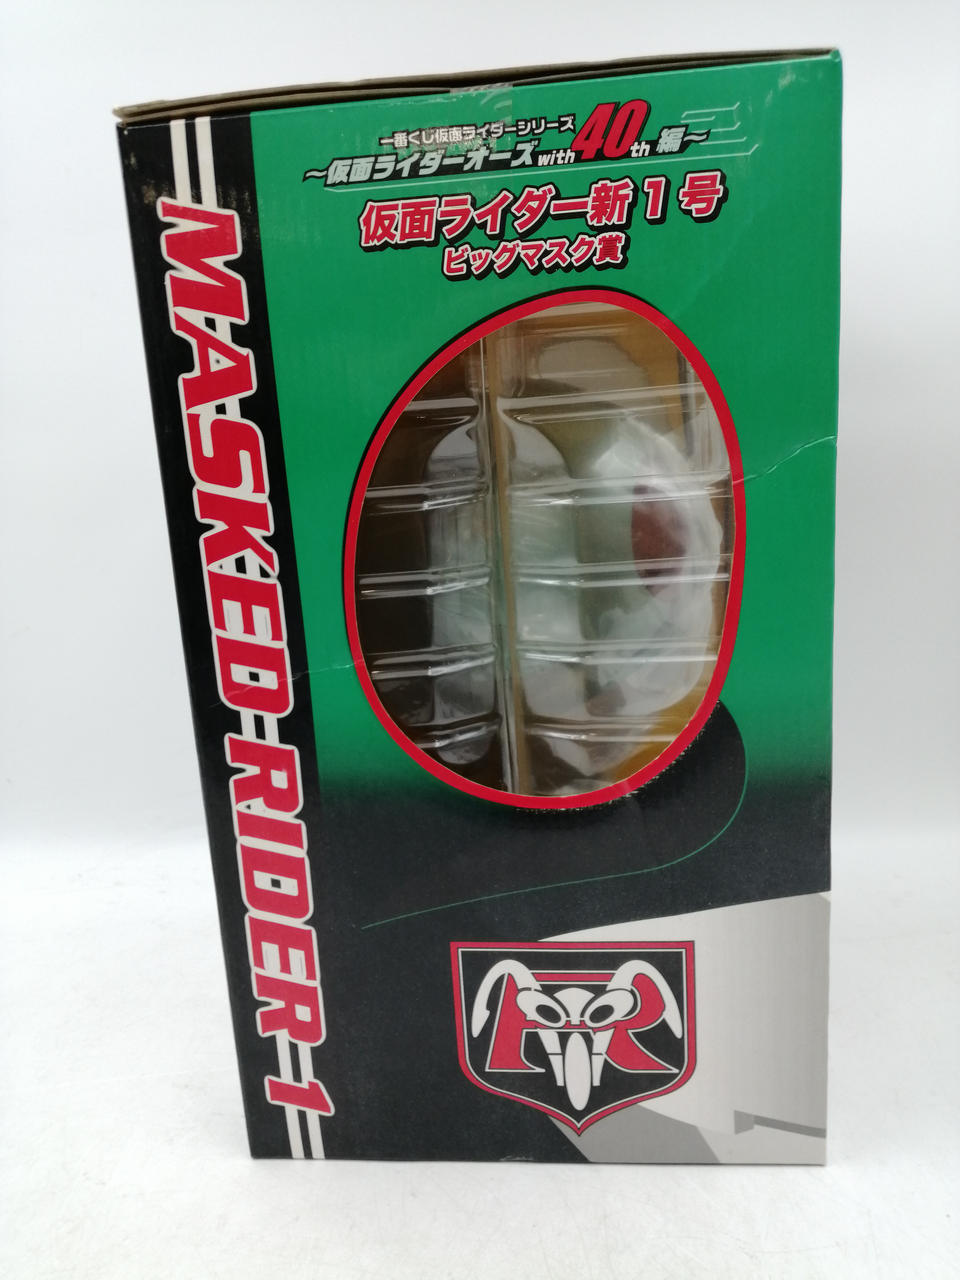 一番くじ仮面ライダーシリーズ
～仮面ライダーオーズwith40th編～
仮面ライダー新1号
ビッグマスク賞
MASKED RIDER-1
FR